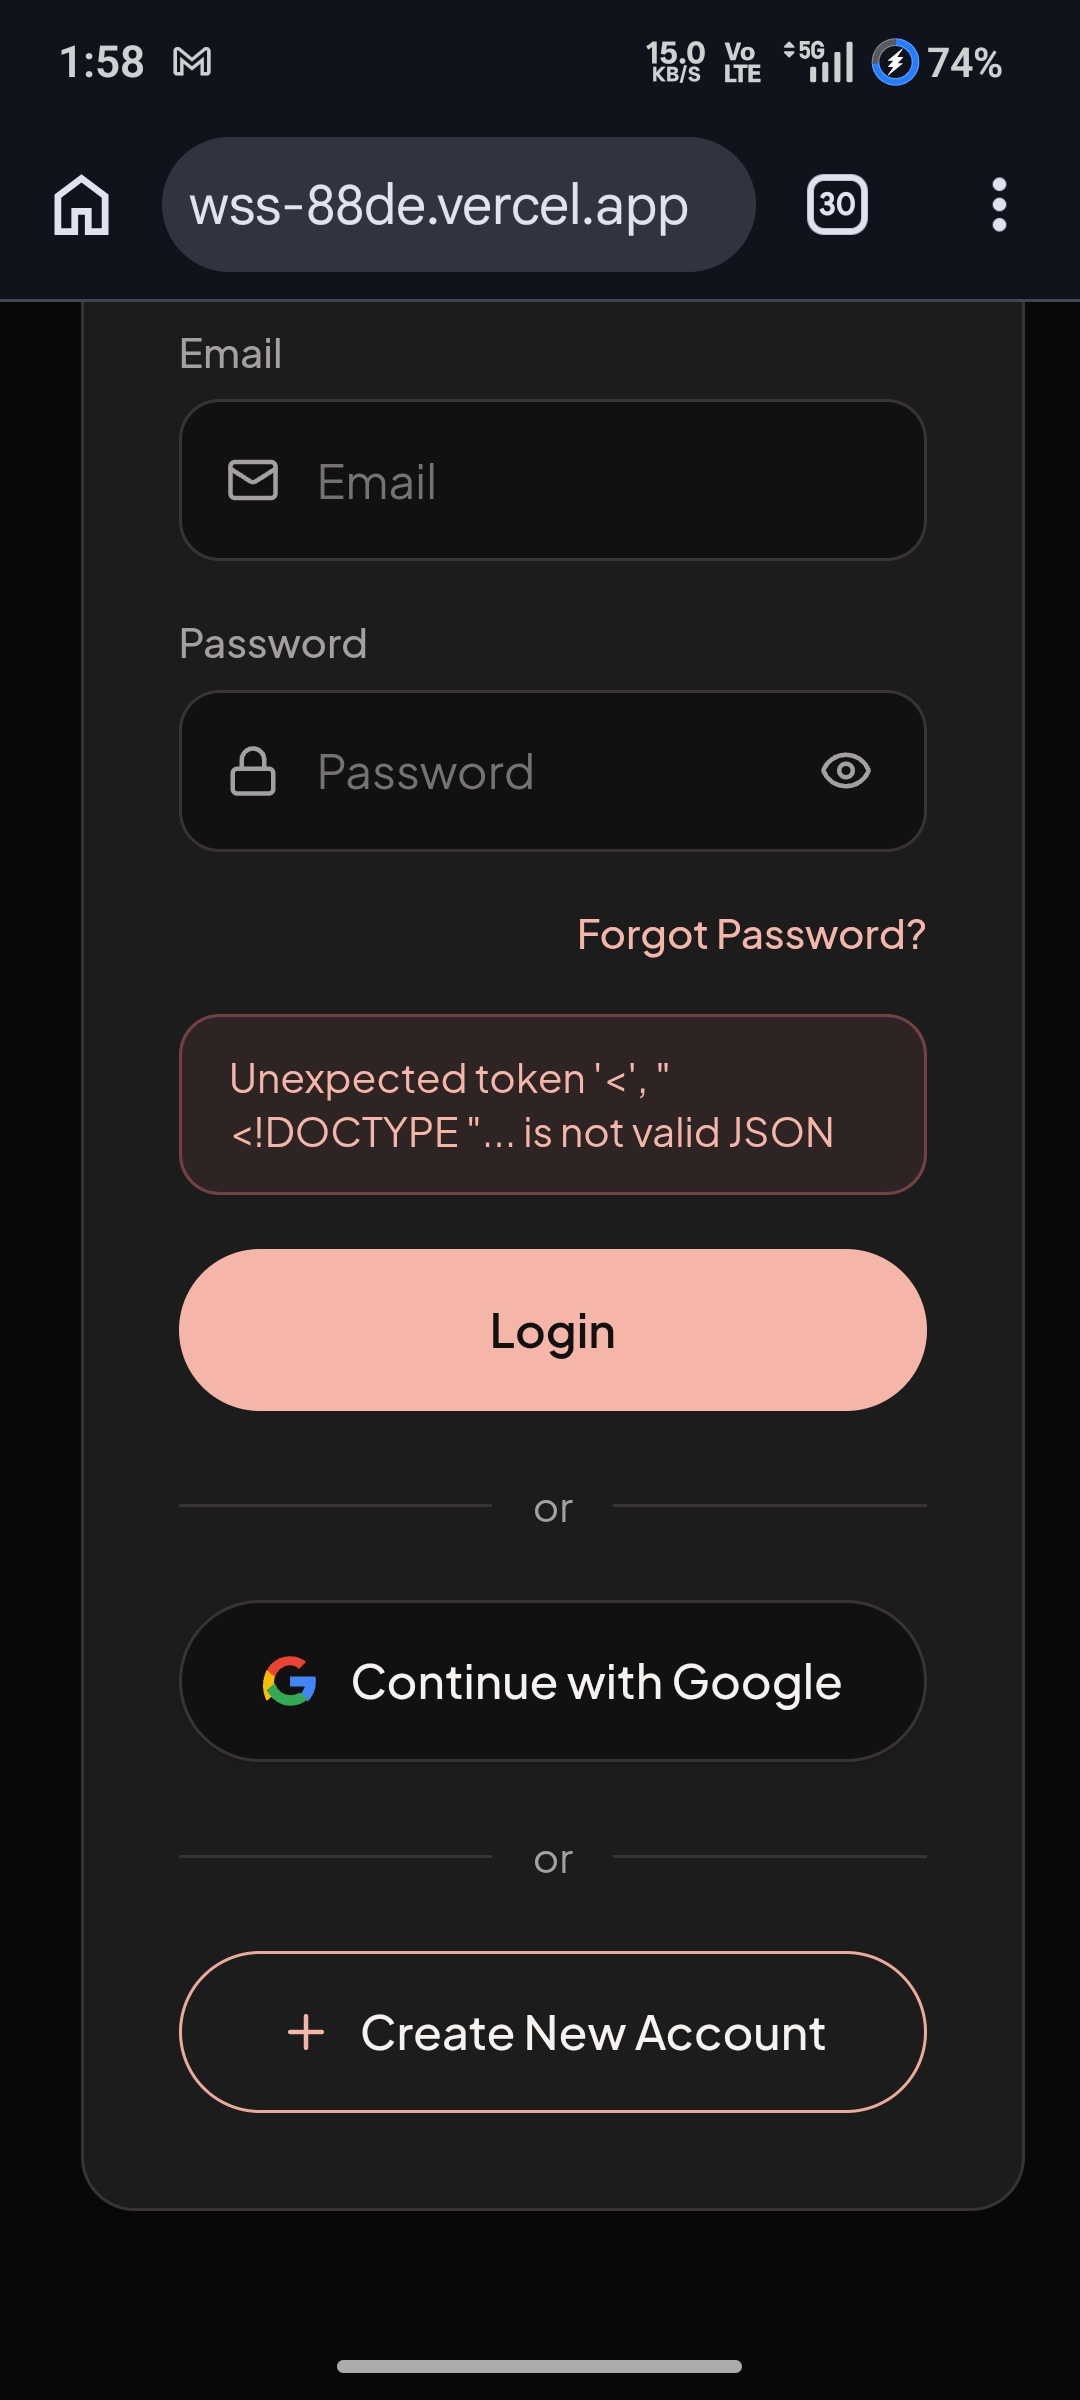 1:58
15.0
KB/S
Vo
LTE
5G
74%
wss-88de.vercel.app
30
Email
Email
Password
Password
Forgot Password?
Unexpected token '<', "
<!DOCTYPE "... is not valid JSON
Login
or
Continue with Google
or
Create New Account